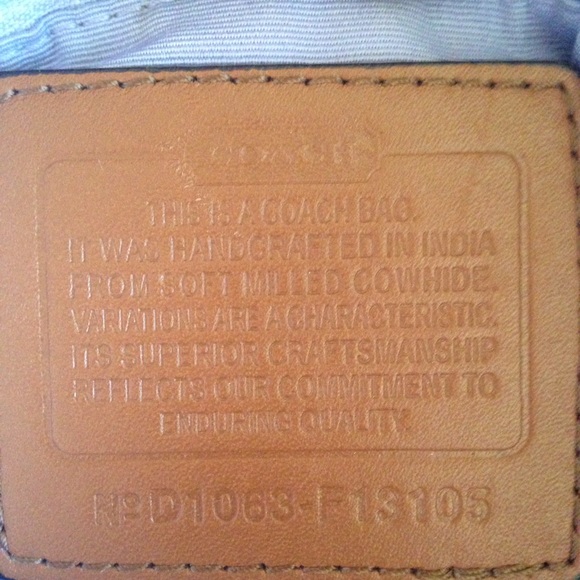 COACH
THIS IS A COACH BAG.
IT WAS HANDCRAFTED IN INDIA
FROM SOFT MILLED COWHIDE.
VARIATIONS ARE A CHARACTERISTIC.
ITS SUPERIOR CRAFTSMANSHIP
REFLECTS OUR COMMITMENT TO
ENDURING QUALITY.
No D1063-F13105